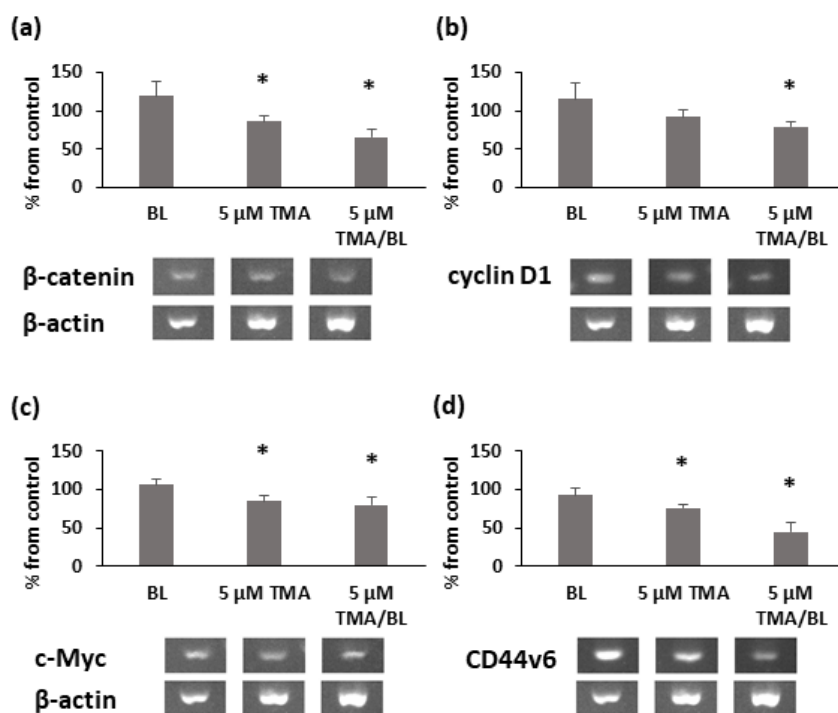 (a)
% from control
150
100
50
0
*
*
BL
5 µM TMA
5 µM
TMA/BL
β-catenin
β-actin
(b)
% from control
150
100
50
0
*
BL
5 µM TMA
5 µM
TMA/BL
cyclin D1
(c)
% from control
150
100
50
0
*
*
BL
5 µM TMA
5 µM
TMA/BL
c-Myc
β-actin
(d)
% from control
150
100
50
0
*
*
BL
5 µM TMA
5 µM
TMA/BL
CD44v6